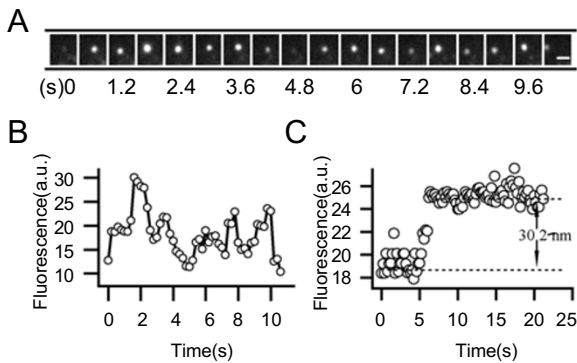 A
(s)0 1.2 2.4 3.6 4.8 6 7.2 8.4 9.6
B
Fluorescence(a.u.)
30
25
20
15
10
0 2 4 6 8 10
Time(s)
C
Fluorescence(a.u.)
26
24
22
20
18
30.2 nm
0 5 10 15 20 25
Time(s)